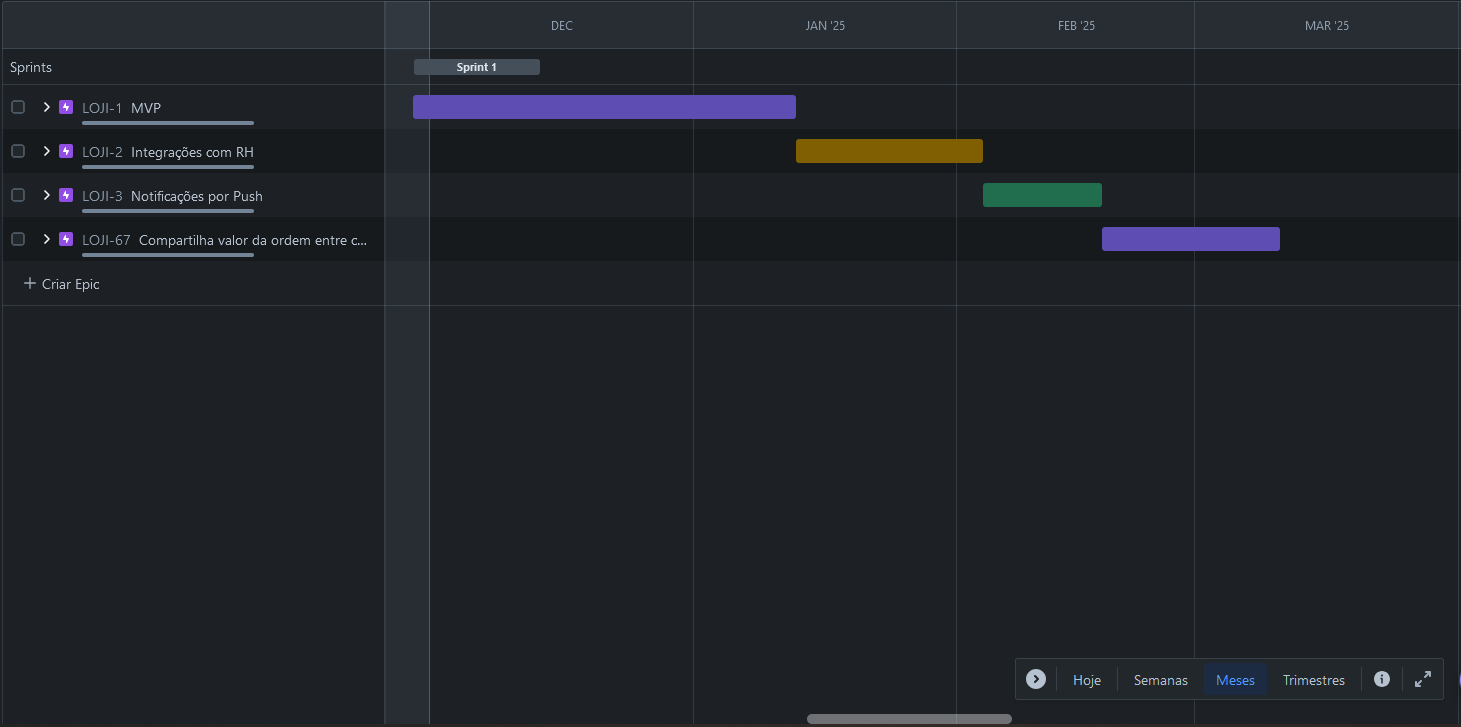 DEC JAN '25 FEB '25 MAR '25
Sprints Sprint 1
LOJI-1 MVP
LOJI-2 Integrações com RH
LOJI-3 Notificações por Push
LOJI-67 Compartilha valor da ordem entre c...
Criar Epic
Hoje Semanas Meses Trimestres